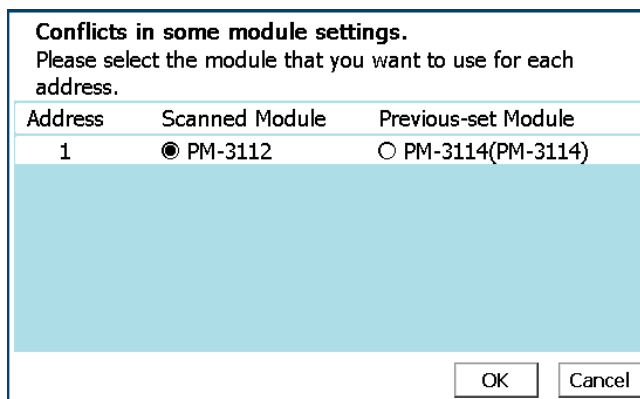 Conflicts in some module settings.
Please select the module that you want to use for each
address.
Address Scanned Module Previous-set Module
1 PM-3112 PM-3114(PM-3114)
OK Cancel